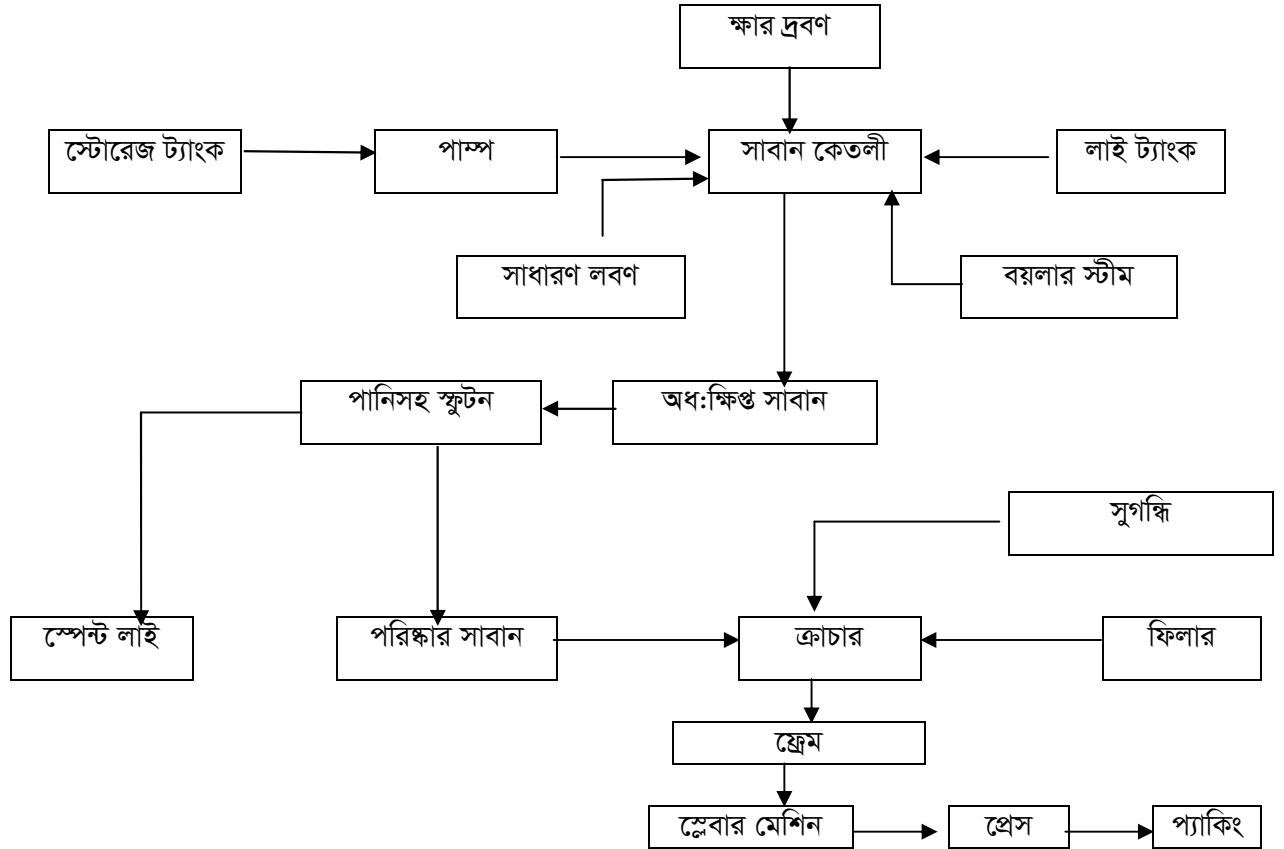 ক্ষার দ্রবণ
স্টোরেজ ট্যাংক
পাম্প
সাবান কেতলী
লাই ট্যাংক
সাধারণ লবণ
বয়লার স্টীম
পানিসহ স্ফুটন
অধ:ক্ষিপ্ত সাবান
সুগন্ধি
স্পেন্ট লাই
পরিষ্কার সাবান
ক্রাচার
ফিলার
ফ্রেম
স্লেবার মেশিন
প্রেস
প্যাকিং